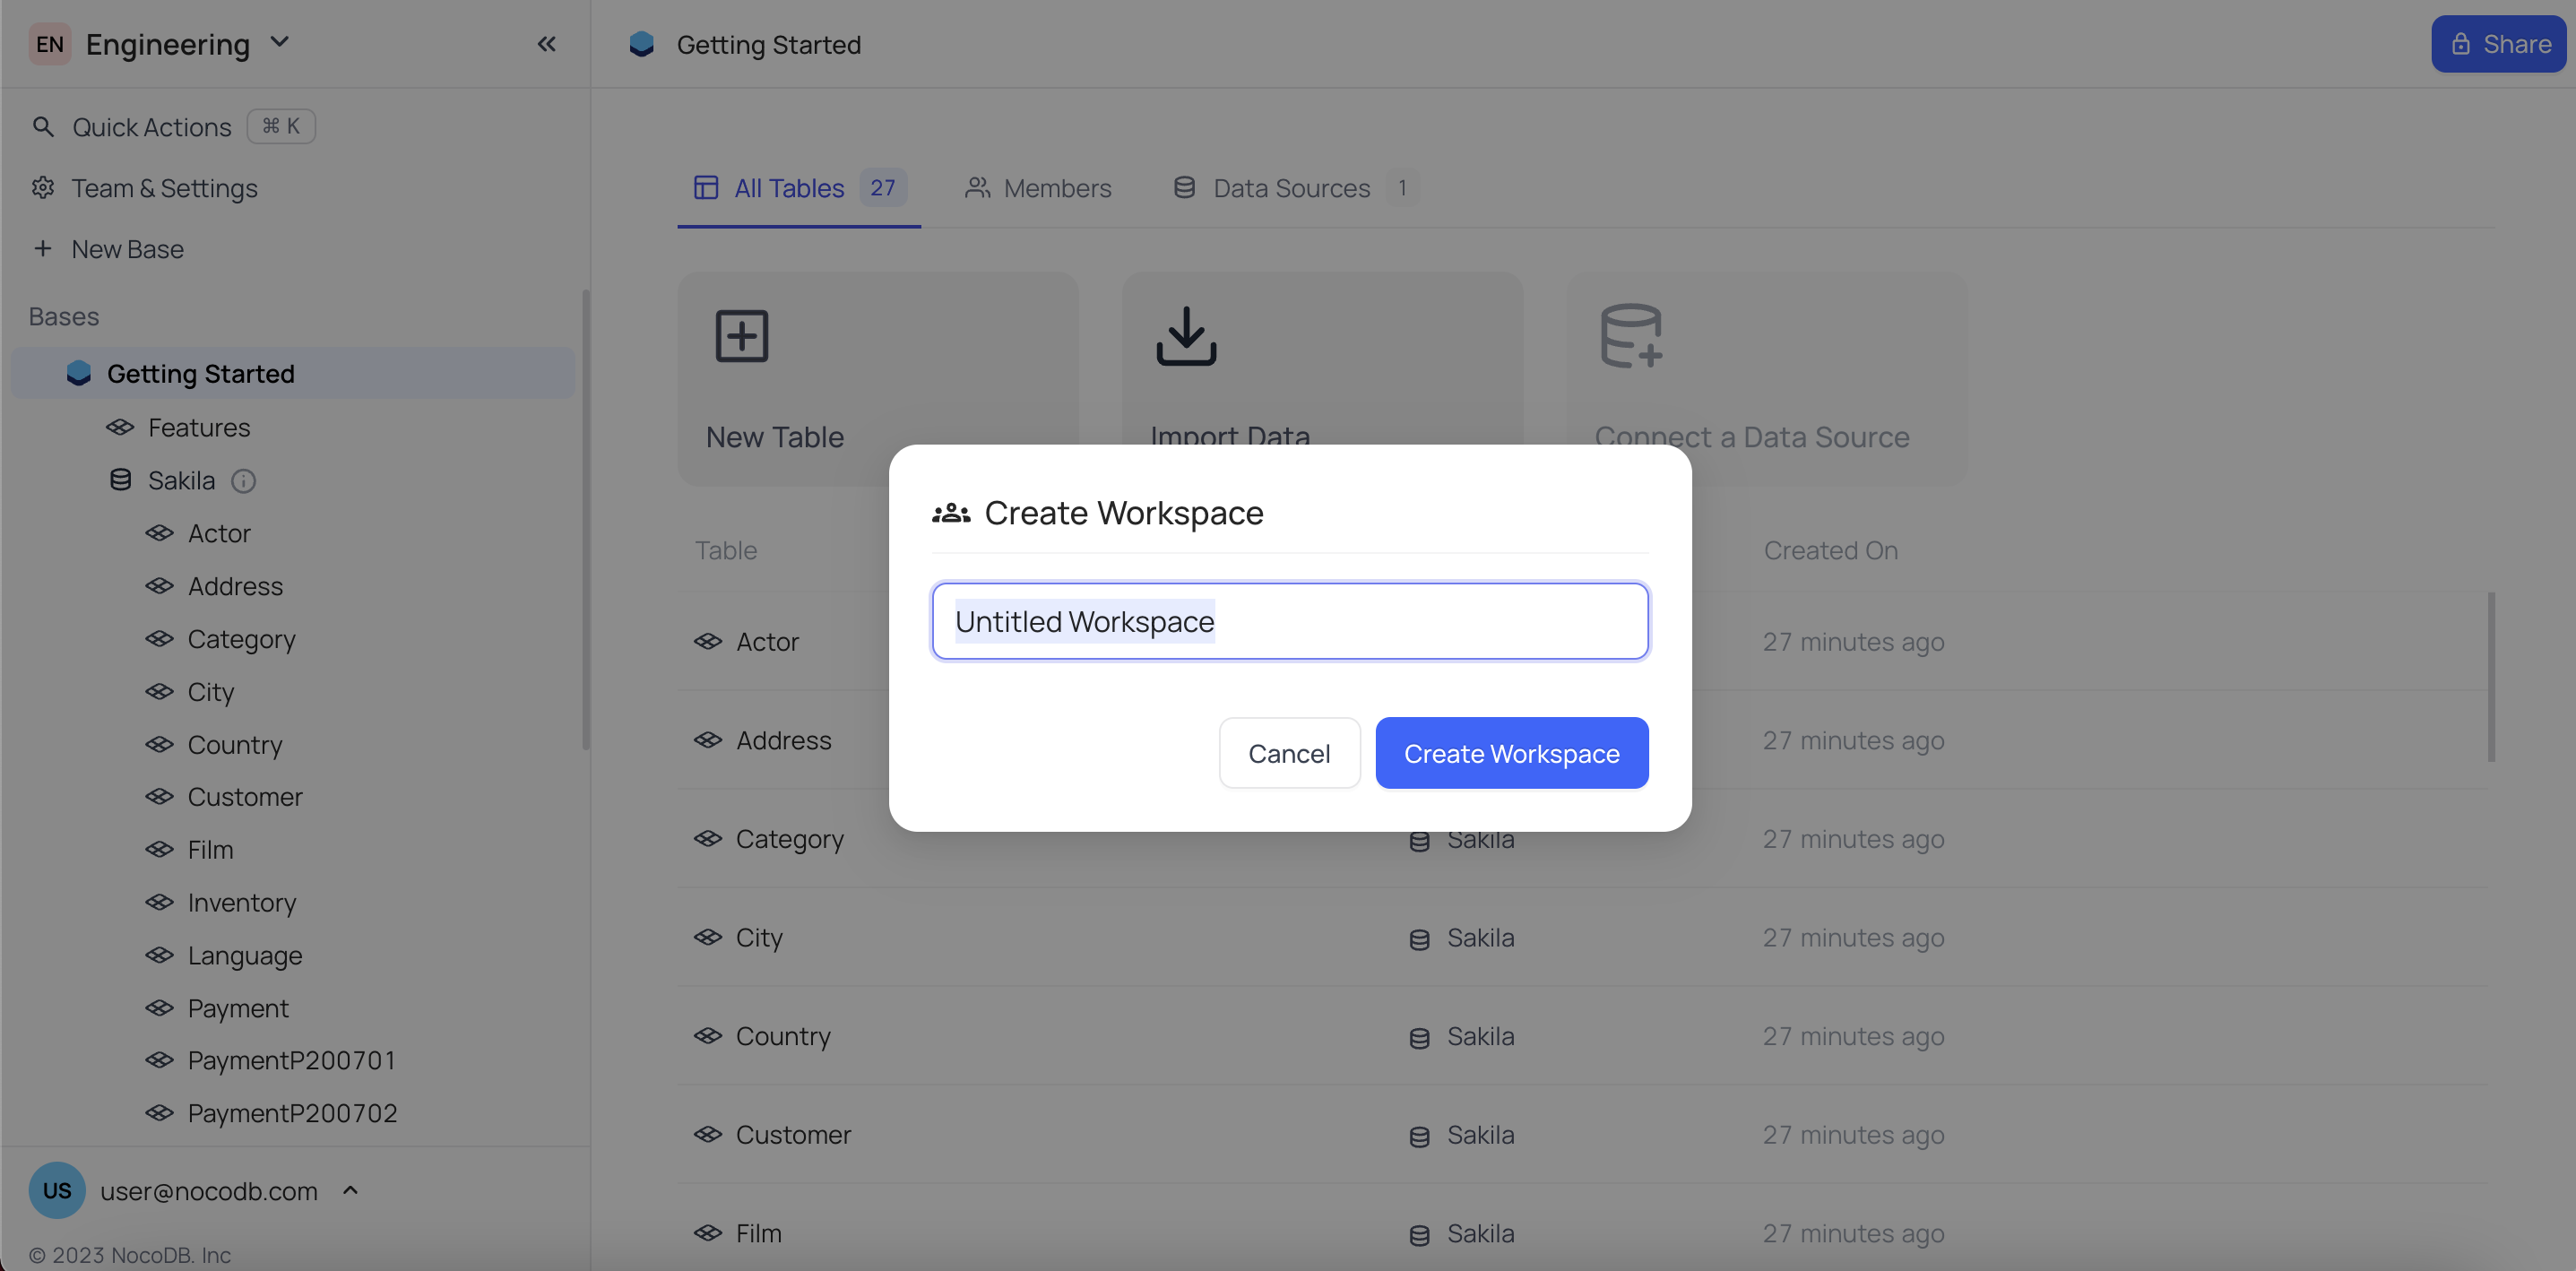 EN Engineering
Quick Actions ⌘ K
Team & Settings
New Base
Bases
Getting Started
Features
Sakila
Actor
Address
Category
City
Country
Customer
Film
Inventory
Language
Payment
PaymentP200701
PaymentP200702
US user@nocodb.com
© 2023 NocoDB. Inc
Getting Started
Share
All Tables 27 Members Data Sources 1
New Table Import Data Connect a Data Source
Table Created On
Actor 27 minutes ago
Address 27 minutes ago
Category Sakila 27 minutes ago
City Sakila 27 minutes ago
Country Sakila 27 minutes ago
Customer Sakila 27 minutes ago
Film Sakila 27 minutes ago
Create Workspace
Untitled Workspace
Cancel Create Workspace